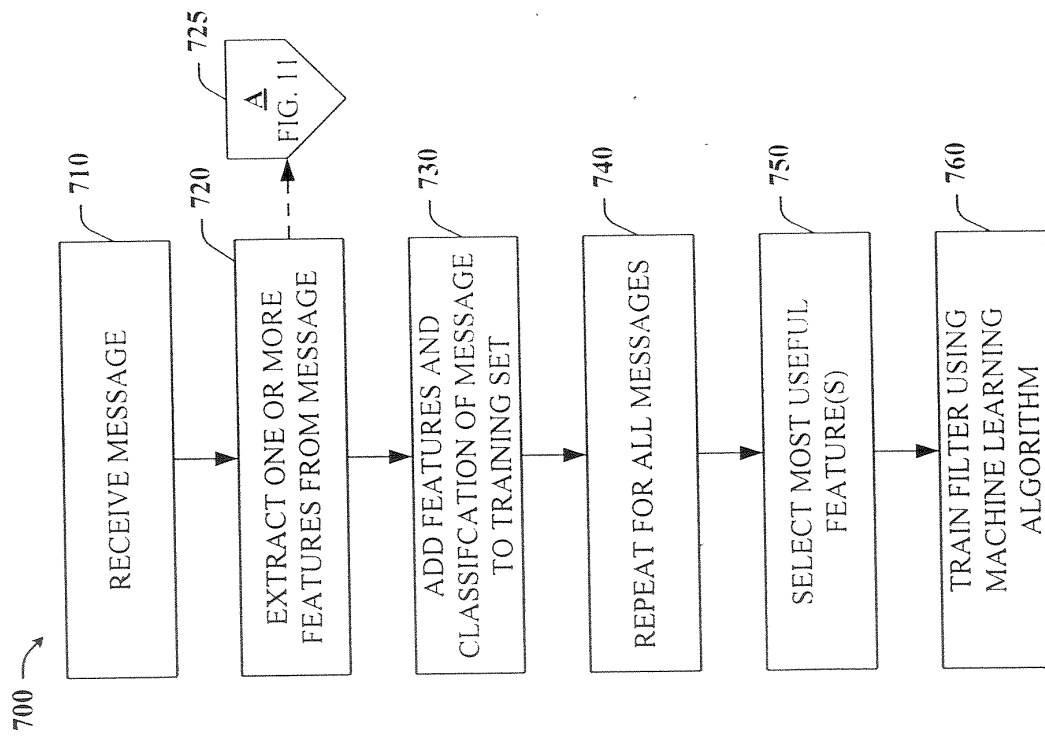 700
710
RECEIVE MESSAGE
720
EXTRACT ONE OR MORE
FEATURES FROM MESSAGE
725
A
FIG. 11
730
ADD FEATURES AND
CLASSIFCATION OF MESSAGE
TO TRAINING SET
740
REPEAT FOR ALL MESSAGES
750
SELECT MOST USEFUL
FEATURE(S)
760
TRAIN FILTER USING
MACHINE LEARNING
ALGORITHM